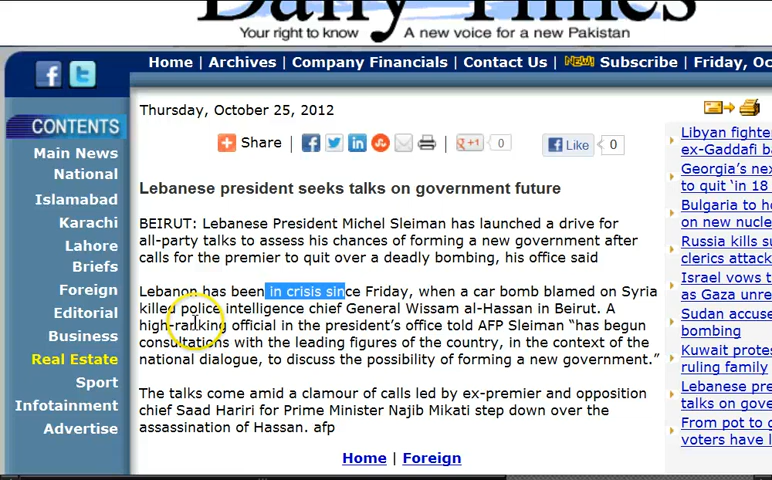 Daily Times
Your right to know A new voice for a new Pakistan
Home | Archives | Company Financials | Contact Us | NEW! Subscribe | Friday, Oc
CONTENTS
Main News
National
Islamabad
Karachi
Lahore
Briefs
Foreign
Editorial
Business
Real Estate
Sport
Infotainment
Advertise
Thursday, October 25, 2012
Share g+1 0 Like 0
Lebanese president seeks talks on government future
BEIRUT: Lebanese President Michel Sleiman has launched a drive for
all-party talks to assess his chances of forming a new government after
calls for the premier to quit over a deadly bombing, his office said
Lebanon has been in crisis since Friday, when a car bomb blamed on Syria
killed police intelligence chief General Wissam al-Hassan in Beirut. A
high-ranking official in the president’s office told AFP Sleiman “has begun
consultations with the leading figures of the country, in the context of the
national dialogue, to discuss the possibility of forming a new government.”
The talks come amid a clamour of calls led by ex-premier and opposition
chief Saad Hariri for Prime Minister Najib Mikati step down over the
assassination of Hassan. afp
Home | Foreign
Libyan fighte
ex-Gaddafi ba
Georgia's nex
to quit 'in 18
Bulgaria to h
on new nucle
Russia kills su
clerics attack
Israel vows t
as Gaza unre
Sudan accuse
bombing
Kuwait protes
ruling family
Lebanese pre
talks on gove
From pot to g
voters have l